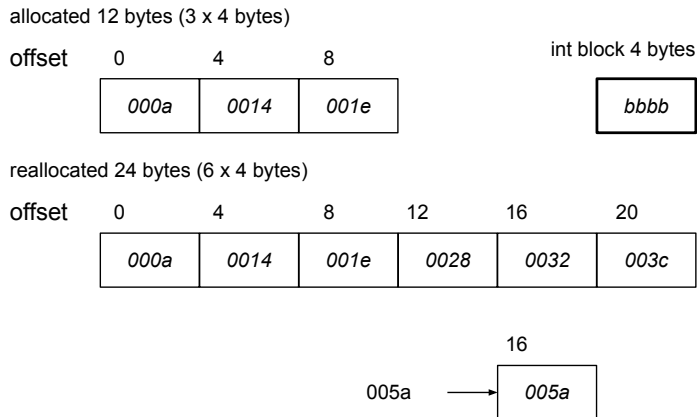 allocated 12 bytes (3 x 4 bytes)
offset 0 4 8 int block 4 bytes
000a 0014 001e bbbb
reallocated 24 bytes (6 x 4 bytes)
offset 0 4 8 12 16 20
000a 0014 001e 0028 0032 003c
16
005a 005a